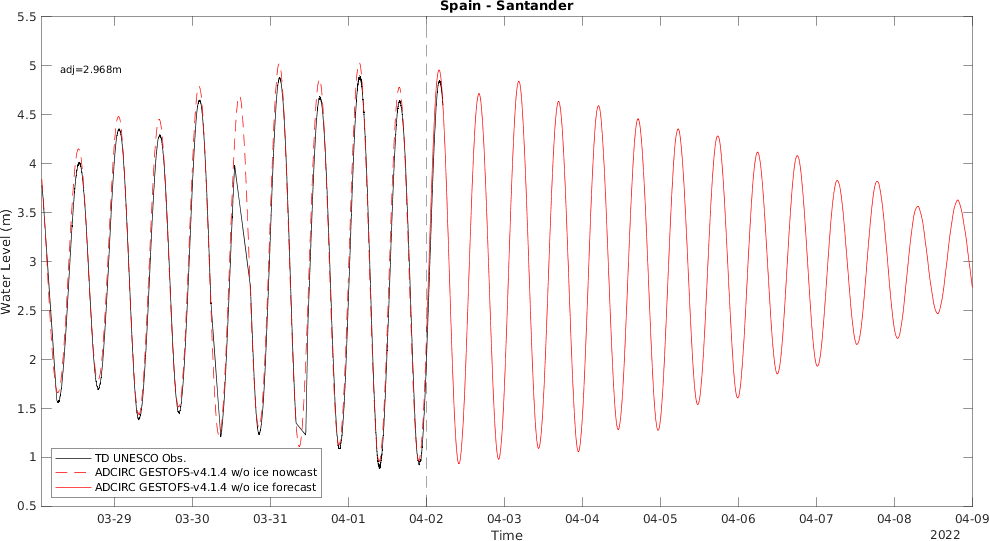 Spain - Santander
adj=2.968m
Water Level (m)
5.5
5
4.5
4
3.5
3
2.5
2
1.5
1
0.5
TD UNESCO Obs.
ADCIRC GESTOFS-v4.1.4 w/o ice nowcast
ADCIRC GESTOFS-v4.1.4 w/o ice forecast
03-29 03-30 03-31 04-01 04-02 04-03 04-04 04-05 04-06 04-07 04-08 04-09
Time
2022